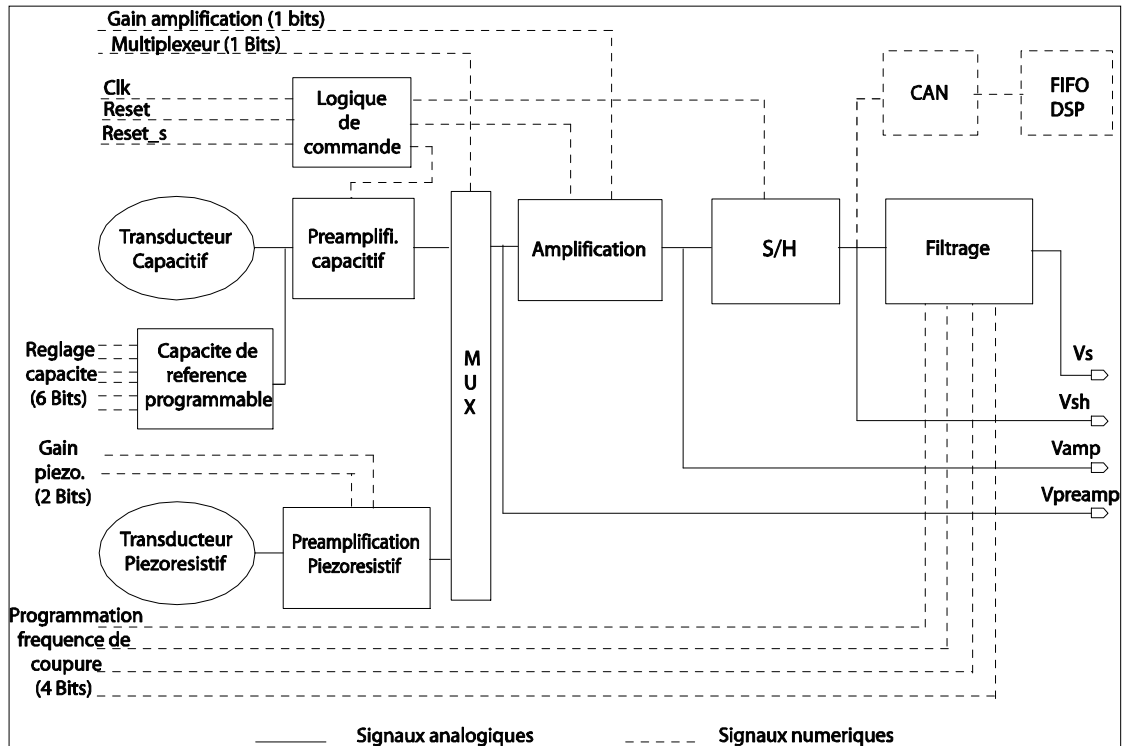 Gain amplification (1 bits)
Multiplexeur (1 Bits)
Clk
Reset
Reset_s
Logique
de
commande
CAN
FIFO
DSP
Transducteur
Capacitif
Preamplifi.
capacitif
M
U
X
Amplification
S/H
Filtrage
Reglage
capacite
(6 Bits)
Capacite de
reference
programmable
Vs
Vsh
Vamp
Vpreamp
Gain
piezo.
(2 Bits)
Transducteur
Piezoresistif
Preamplification
Piezoresistif
Programmation
frequence de
coupure
(4 Bits)
Signaux analogiques
Signaux numeriques